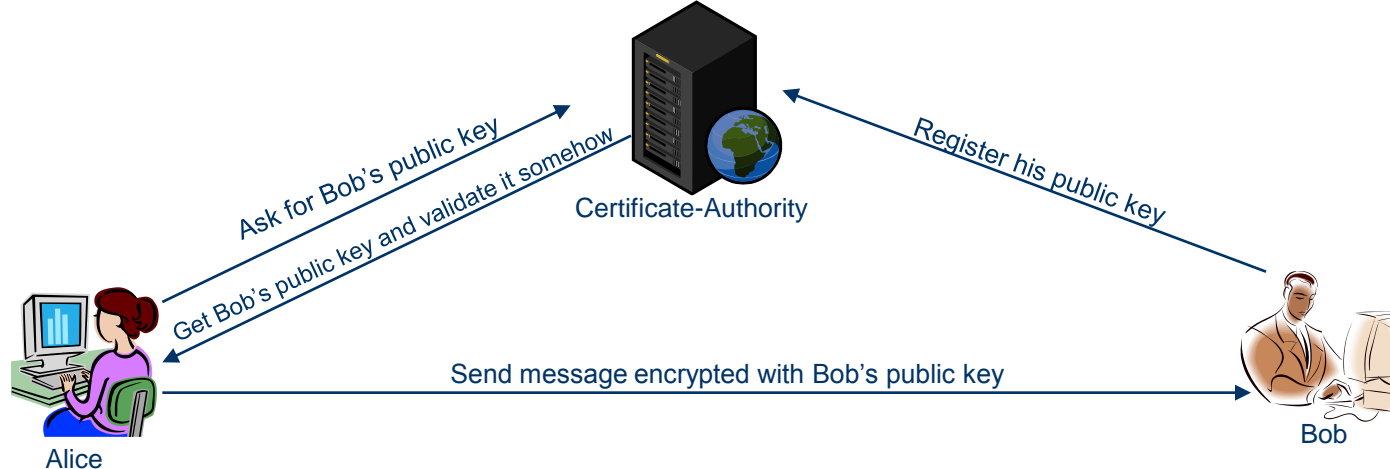 Ask for Bob's public key
Get Bob's public key and validate it somehow
Register his public key
Certificate-Authority
Send message encrypted with Bob's public key
Alice
Bob